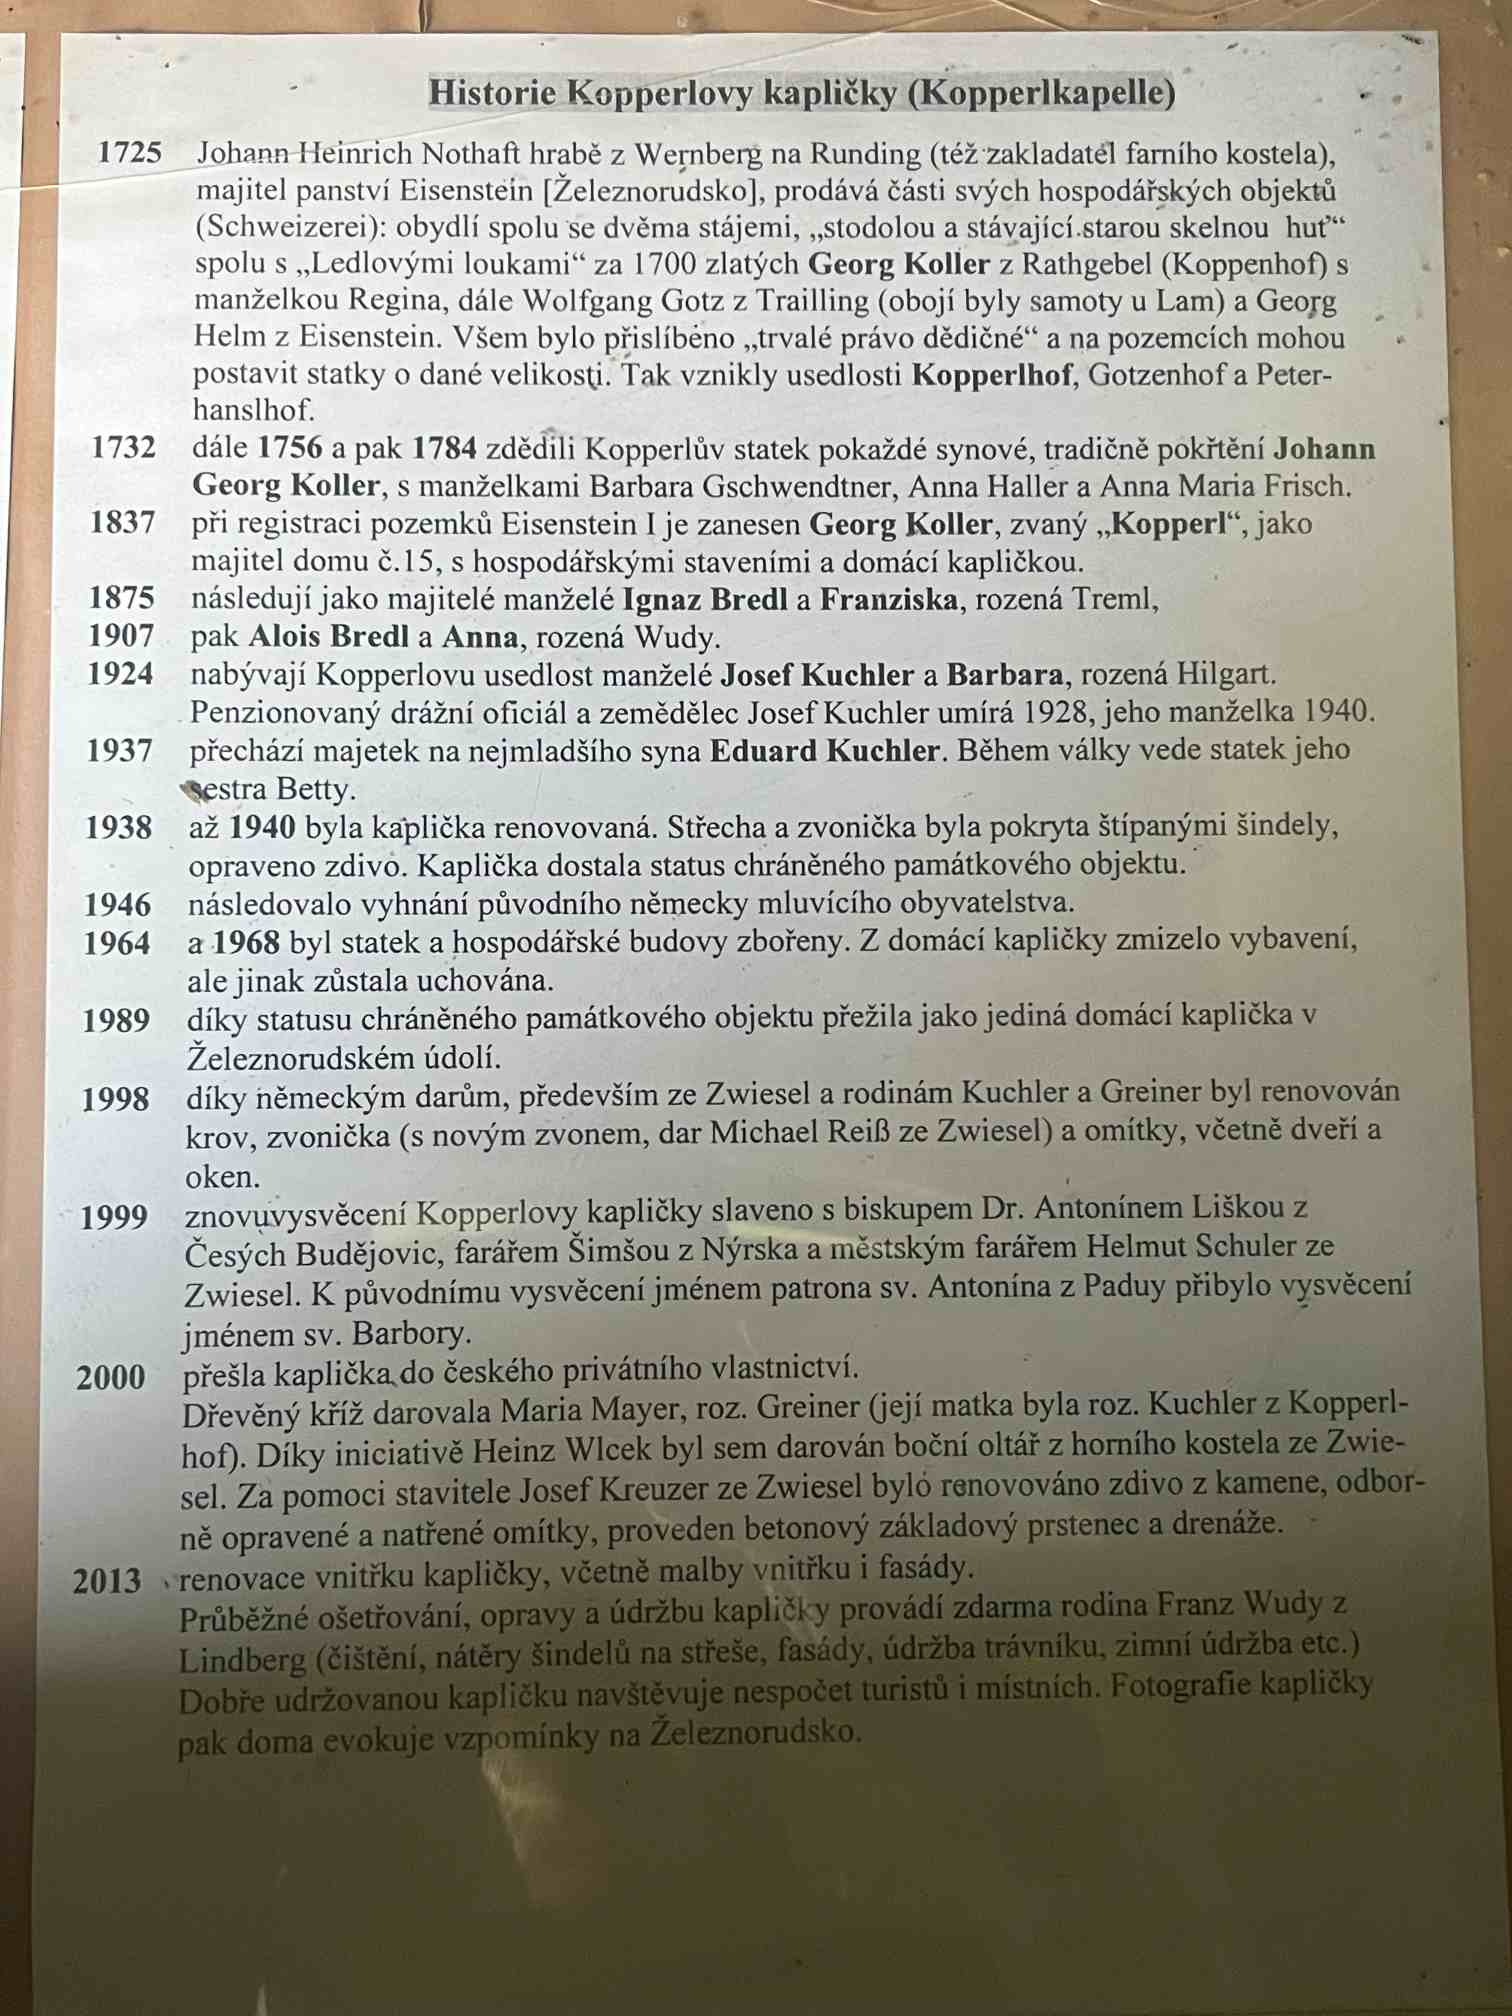 Historie Kopperlovy kapličky (Kopperlkapelle)
1725 Johann Heinrich Nothaft hrabě z Wernberg na Runding (též zakladatel farního kostela),
majitel panství Eisenstein [Železnorudsko], prodává části svých hospodářských objektů
(Schweizerei): obydlí spolu se dvěma stájemi, „stodolou a stávající starou skelnou huť“
spolu s „Ledlovými loukami“ za 1700 zlatých Georg Koller z Rathgebel (Koppenhof) s
manželkou Regina, dále Wolfgang Gotz z Trailling (obojí byly samoty u Lam) a Georg
Helm z Eisenstein. Všem bylo přislíbeno „trvalé právo dědičné“ a na pozemcích mohou
postavit statky o dané velikosti. Tak vznikly usedlosti Kopperlhof, Gotzenhof a Peter-
hanslhof.
1732 dále 1756 a pak 1784 zdědili Kopperlův statek pokaždé synové, tradičně pokřtění Johann
Georg Koller, s manželkami Barbara Gschwendtner, Anna Haller a Anna Maria Frisch.
1837 při registraci pozemků Eisenstein I je zanesen Georg Koller, zvaný „Kopperl“, jako
majitel domu č.15, s hospodářskými staveními a domácí kapličkou.
1875 následují jako majitelé manželé Ignaz Bredl a Franziska, rozená Treml,
1907 pak Alois Bredl a Anna, rozená Wudy.
1924 nabývají Kopperlovu usedlost manželé Josef Kuchler a Barbara, rozená Hilgart.
Penzionovaný drážní oficiál a zemědělec Josef Kuchler umírá 1928, jeho manželka 1940.
1937 přechází majetek na nejmladšího syna Eduard Kuchler. Během války vede statek jeho
sestra Betty.
1938 až 1940 byla kaplička renovovaná. Střecha a zvonička byla pokryta štípanými šindely,
opraveno zdivo. Kaplička dostala status chráněného památkového objektu.
1946 následovalo vyhnání původního německy mluvícího obyvatelstva.
1964 a 1968 byl statek a hospodářské budovy zbořeny. Z domácí kapličky zmizelo vybavení,
ale jinak zůstala uchována.
1989 díky statusu chráněného památkového objektu přežila jako jediná domácí kaplička v
Železnorudském údolí.
1998 díky německým darům, především ze Zwiesel a rodinám Kuchler a Greiner byl renovován
krov, zvonička (s novým zvonem, dar Michael Reiß ze Zwiesel) a omítky, včetně dveří a
oken.
1999 znovuvysvěcení Kopperlovy kapličky slaveno s biskupem Dr. Antonínem Liškou z
Česých Budějovic, farářem Šimšou z Nýrska a městským farářem Helmut Schuler ze
Zwiesel. K původnímu vysvěcení jménem patrona sv. Antonína z Paduy přibylo vysvěcení
jménem sv. Barbory.
2000 přešla kaplička do českého privátního vlastnictví.
Dřevěný kříž darovala Maria Mayer, roz. Greiner (její matka byla roz. Kuchler z Kopperl-
hof). Díky iniciativě Heinz Wlcek byl sem darován boční oltář z horního kostela ze Zwie-
sel. Za pomoci stavitele Josef Kreuzer ze Zwiesel bylo renovováno zdivo z kamene, odbor-
ně opravené a natřené omítky, proveden betonový základový prstenec a drenáže.
2013 renovace vnitřku kapličky, včetně malby vnitřku i fasády.
Průběžné ošetřování, opravy a údržbu kapličky provádí zdarma rodina Franz Wudy z
Lindberg (čištění, nátěry šindelů na střeše, fasády, údržba trávníku, zimní údržba etc.)
Dobře udržovanou kapličku navštěvuje nespočet turistů i místních. Fotografie kapličky
pak doma evokuje vzpomínky na Železnorudsko.